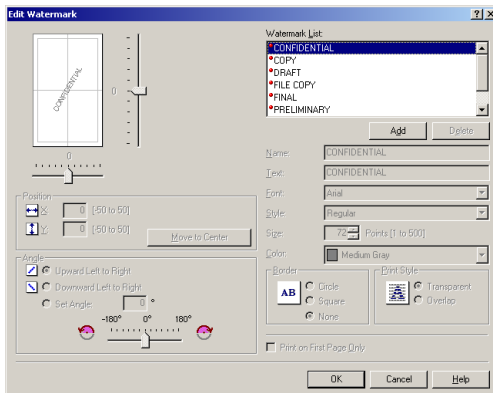 Edit Watermark
CONFIDENTIAL
0
0
Position
X: 0 [-50 to 50]
Y: 0 [-50 to 50]
Move to Center
Angle
Upward Left to Right
Downward Left to Right
Set Angle: 0 °
-180° 0° 180°
Watermark List:
CONFIDENTIAL
COPY
DRAFT
FILE COPY
FINAL
PRELIMINARY
Add Delete
Name: CONFIDENTIAL
Text: CONFIDENTIAL
Font: Arial
Style: Regular
Size: 72 Points [1 to 500]
Color: Medium Gray
Border
AB
Circle
Square
None
Print Style
Transparent
Overlap
Print on First Page Only
OK Cancel Help